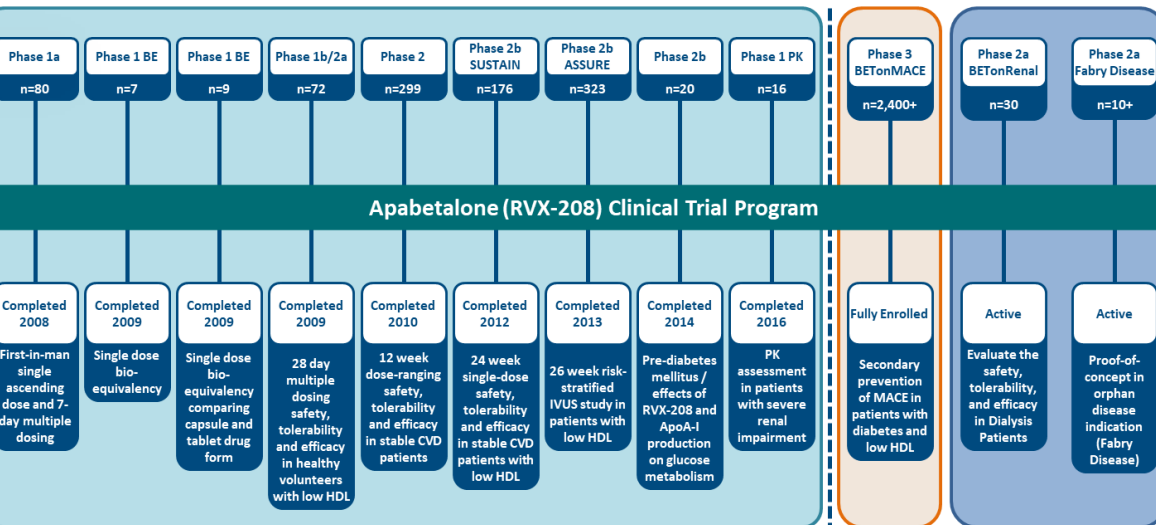 Phase 1a
n=80
Phase 1 BE
n=7
Phase 1 BE
n=9
Phase 1b/2a
n=72
Phase 2
n=299
Phase 2b
SUSTAIN
n=176
Phase 2b
ASSURE
n=323
Phase 2b
n=20
Phase 1 PK
n=16
Phase 3
BETonMACE
n=2,400+
Phase 2a
BETonRenal
n=30
Phase 2a
Fabry Disease
n=10+
Apabetalone (RVX-208) Clinical Trial Program
Completed
2008
First-in-man
single
ascending
dose and 7-
day multiple
dosing
Completed
2009
Single dose
bio-
equivalency
Completed
2009
Single dose
bio-
equivalency
comparing
capsule and
tablet drug
form
Completed
2009
28 day
multiple
dosing
safety,
tolerability
and efficacy
in healthy
volunteers
with low HDL
Completed
2010
12 week
dose-ranging
safety,
tolerability
and efficacy
in stable CVD
patients
Completed
2012
24 week
single-dose
safety,
tolerability
and efficacy
in stable CVD
patients with
low HDL
Completed
2013
26 week risk-
stratified
IVUS study in
patients with
low HDL
Completed
2014
Pre-diabetes
mellitus /
effects of
RVX-208 and
ApoA-I
production
on glucose
metabolism
Completed
2016
PK
assessment
in patients
with severe
renal
impairment
Fully Enrolled
Secondary
prevention
of MACE in
patients with
diabetes and
low HDL
Active
Evaluate the
safety,
tolerability,
and efficacy
in Dialysis
Patients
Active
Proof-of-
concept in
orphan
disease
indication
(Fabry
Disease)